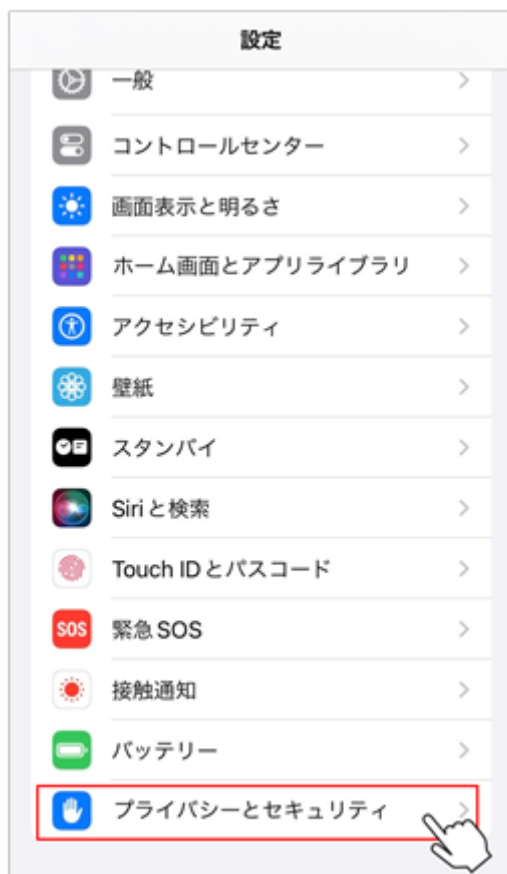 設定
一般
コントロールセンター
画面表示と明るさ
ホーム画面とアプリライブラリ
アクセシビリティ
壁紙
スタンバイ
Siriと検索
Touch IDとパスコード
SOS 緊急SOS
接触通知
バッテリー
プライバシーとセキュリティ